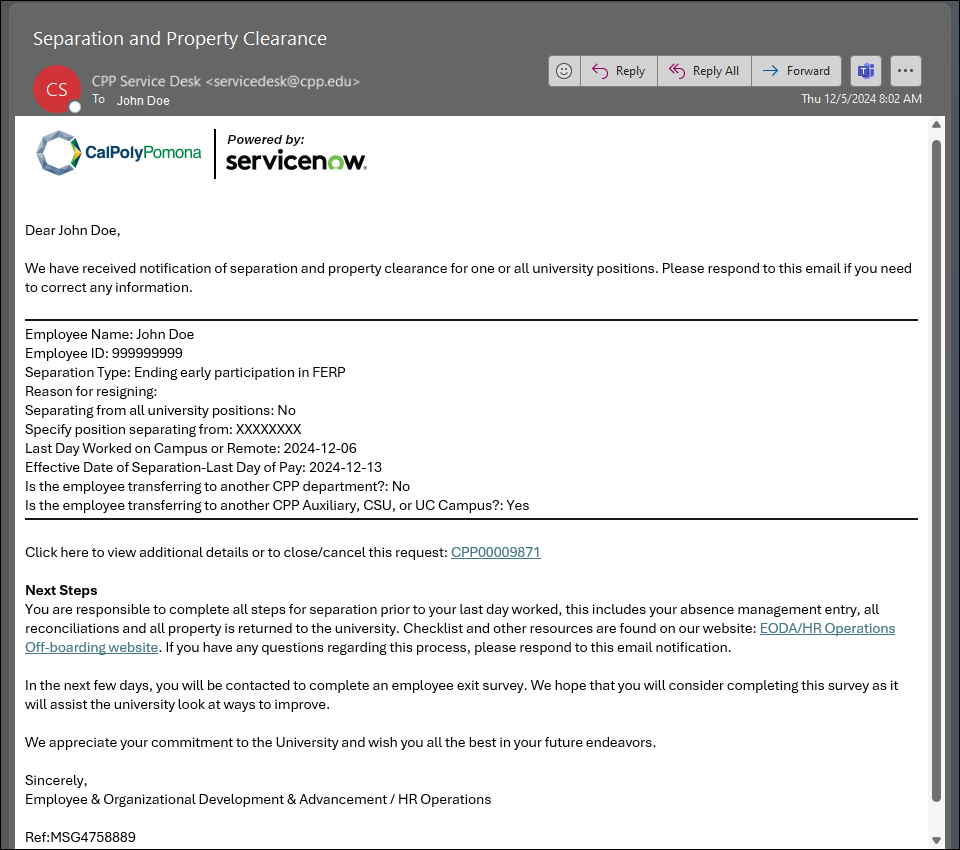 Separation and Property Clearance
CS
CPP Service Desk <servicedesk@cpp.edu>
To John Doe
Reply
Reply All
Forward
Thu 12/5/2024 8:02 AM
CalPolyPomona
Powered by:
servicenow
Dear John Doe,
We have received notification of separation and property clearance for one or all university positions. Please respond to this email if you need
to correct any information.
Employee Name: John Doe
Employee ID: 999999999
Separation Type: Ending early participation in FERP
Reason for resigning:
Separating from all university positions: No
Specify position separating from: XXXXXXXX
Last Day Worked on Campus or Remote: 2024-12-06
Effective Date of Separation-Last Day of Pay: 2024-12-13
Is the employee transferring to another CPP department?: No
Is the employee transferring to another CPP Auxiliary, CSU, or UC Campus?: Yes
Click here to view additional details or to close/cancel this request: CPP00009871
Next Steps
You are responsible to complete all steps for separation prior to your last day worked, this includes your absence management entry, all
reconciliations and all property is returned to the university. Checklist and other resources are found on our website: EODA/HR Operations
Off-boarding website. If you have any questions regarding this process, please respond to this email notification.
In the next few days, you will be contacted to complete an employee exit survey. We hope that you will consider completing this survey as it
will assist the university look at ways to improve.
We appreciate your commitment to the University and wish you all the best in your future endeavors.
Sincerely,
Employee & Organizational Development & Advancement / HR Operations
Ref:MSG4758889